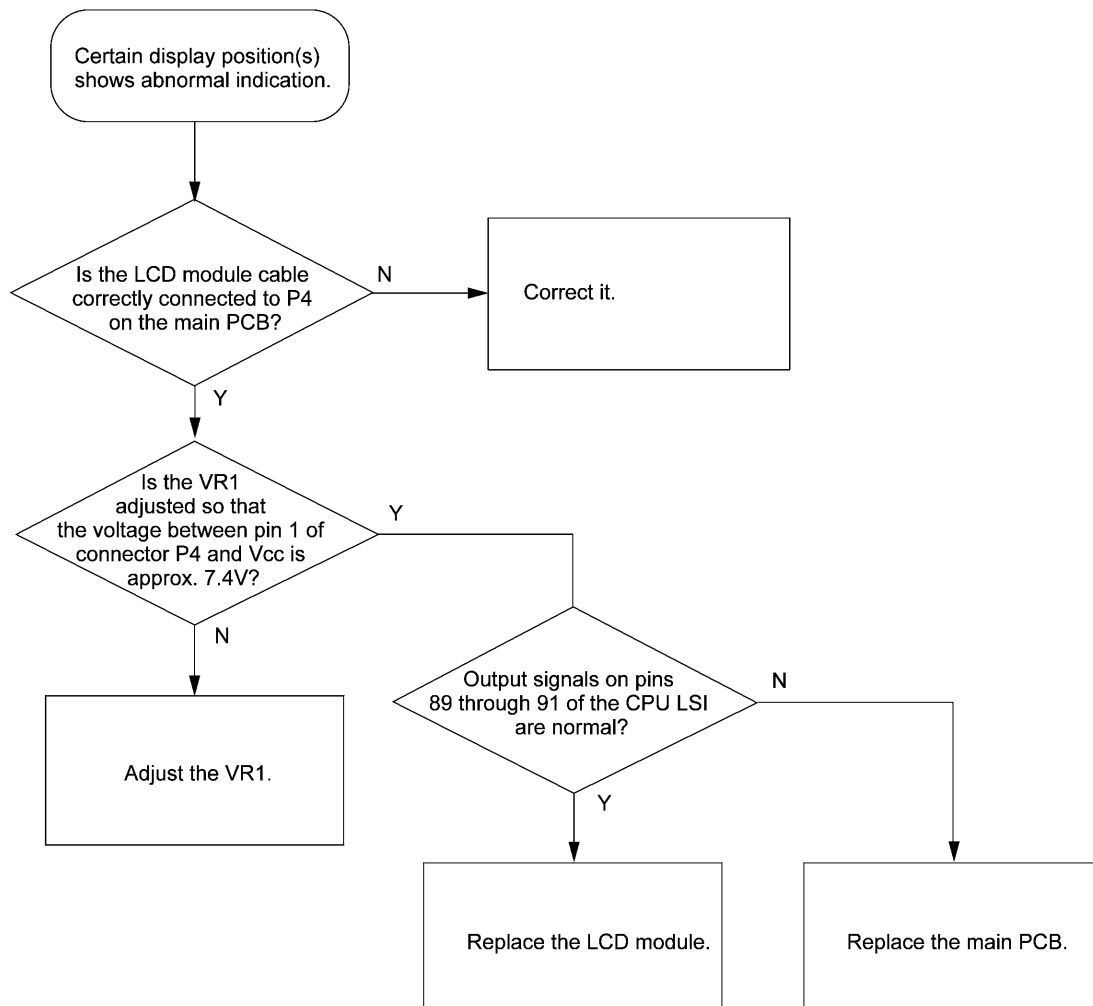 Certain display position(s)
shows abnormal indication.
Is the LCD module cable
correctly connected to P4
on the main PCB?
N
Correct it.
Y
Is the VR1
adjusted so that
the voltage between pin 1 of
connector P4 and Vcc is
approx. 7.4V?
Y
N
Adjust the VR1.
Output signals on pins
89 through 91 of the CPU LSI
are normal?
N
Y
Replace the LCD module.
Replace the main PCB.